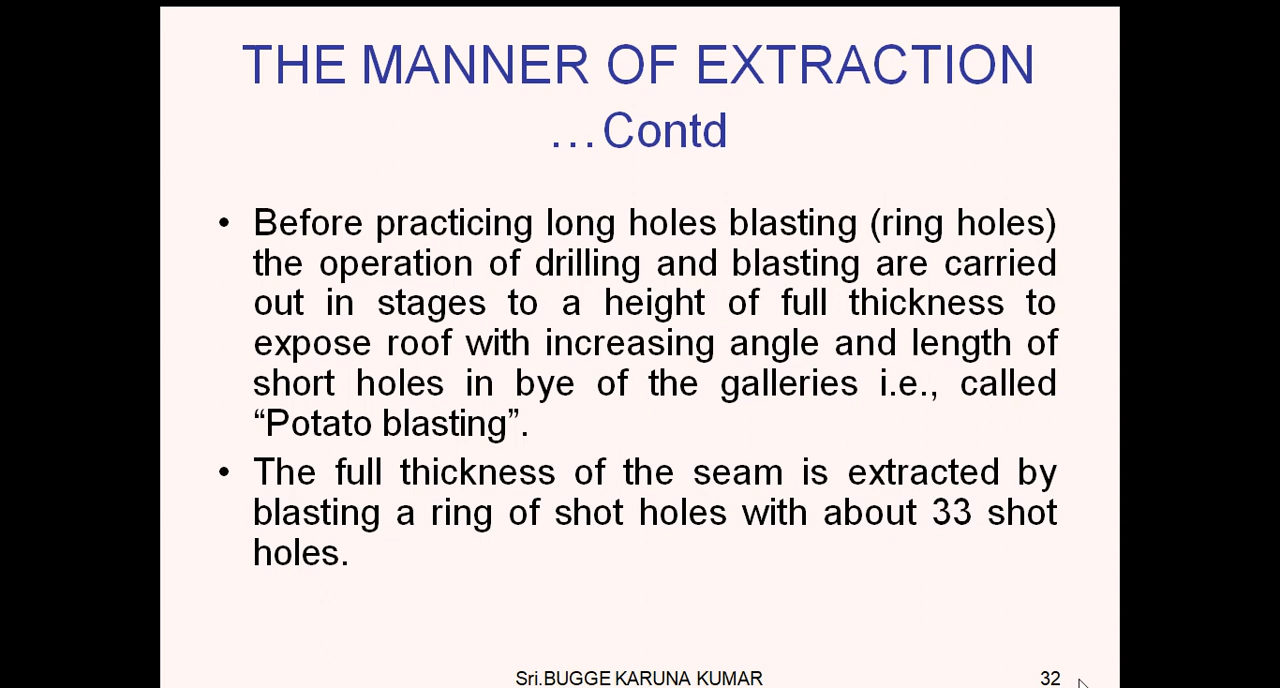 THE MANNER OF EXTRACTION
…Contd
• Before practicing long holes blasting (ring holes)
the operation of drilling and blasting are carried
out in stages to a height of full thickness to
expose roof with increasing angle and length of
short holes in bye of the galleries i.e., called
“Potato blasting”.
• The full thickness of the seam is extracted by
blasting a ring of shot holes with about 33 shot
holes.
Sri.BUGGE KARUNA KUMAR 32